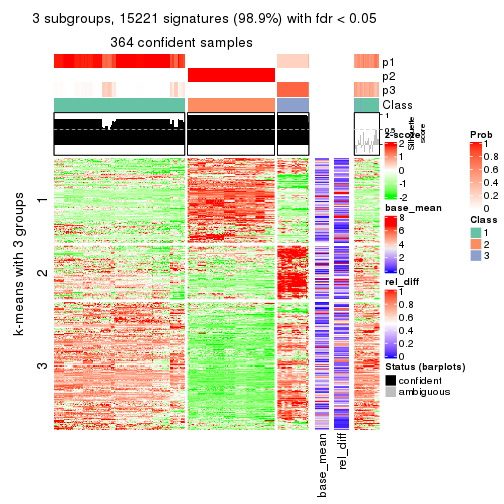 3 subgroups, 15221 signatures (98.9%) with fdr < 0.05
364 confident samples
p1
p2
p3
Class
1
0.5
Silhouette
score
k-means with 3 groups
1
2
3
base_mean
rel_diff
z-score
2
1
0
-1
-2
base_mean
8
6
4
2
0
rel_diff
1
0.8
0.6
0.4
0.2
0
Status (barplots)
confident
ambiguous
Prob
1
0.8
0.6
0.4
0.2
0
Class
1
2
3